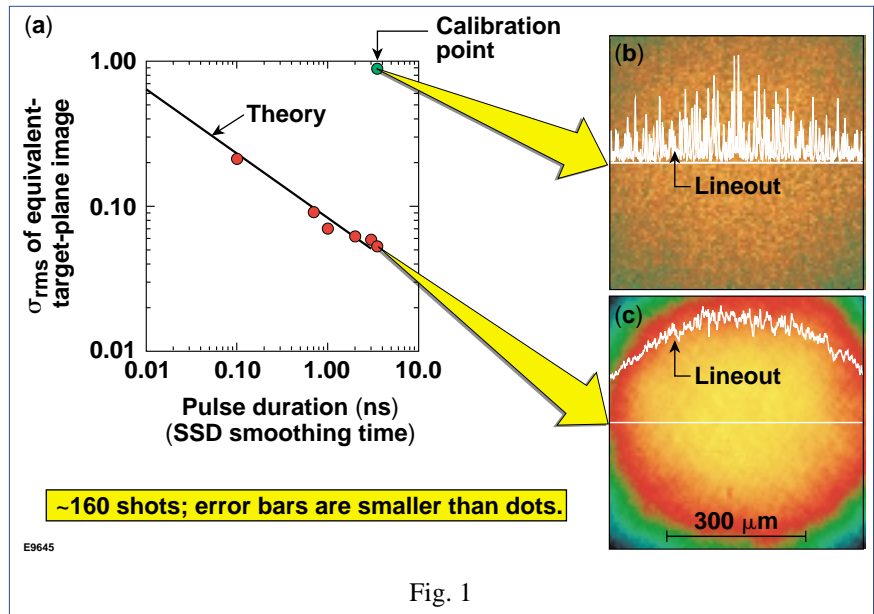 (a)
Calibration
point
1.00
0.10
0.01
σrms of equivalent-
target-plane image
Theory
0.01 0.10 1.00 10.0
Pulse duration (ns)
(SSD smoothing time)
(b)
Lineout
(c)
Lineout
300 μm
~160 shots; error bars are smaller than dots.
E9645
Fig. 1